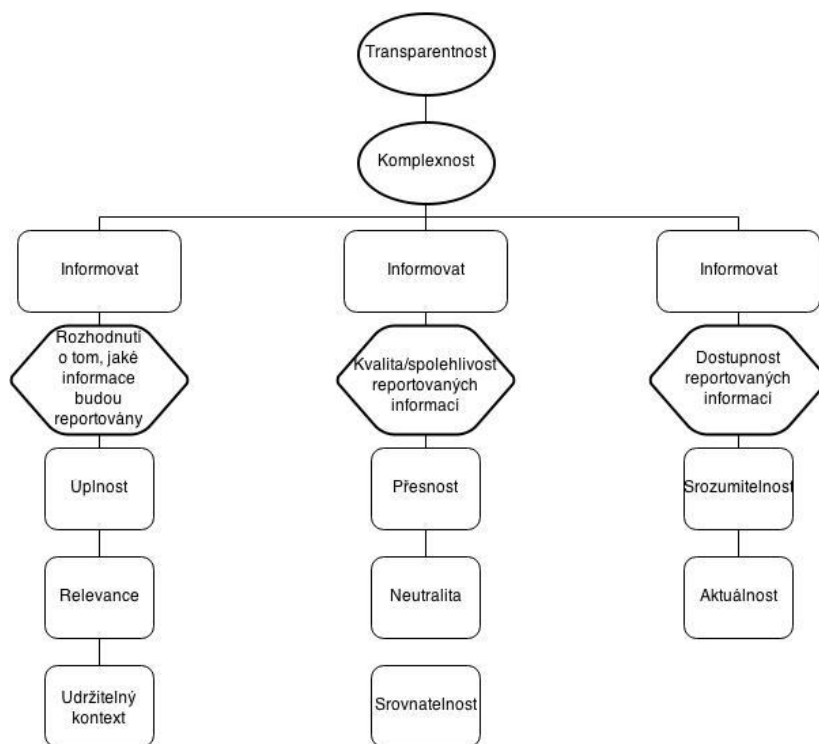 Transparentnost
Komplexnost
Informovat
Informovat
Informovat
Rozhodnuti
o tom, jaké
informace
budou
reportovány
Kvalita/spolehlivost
reportovaných
informací
Dostupnost
reportovaných
informací
Uplnost
Přesnost
Srozumitelnost
Relevance
Neutralita
Aktuálnost
Udržitelný
kontext
Srovnatelnost